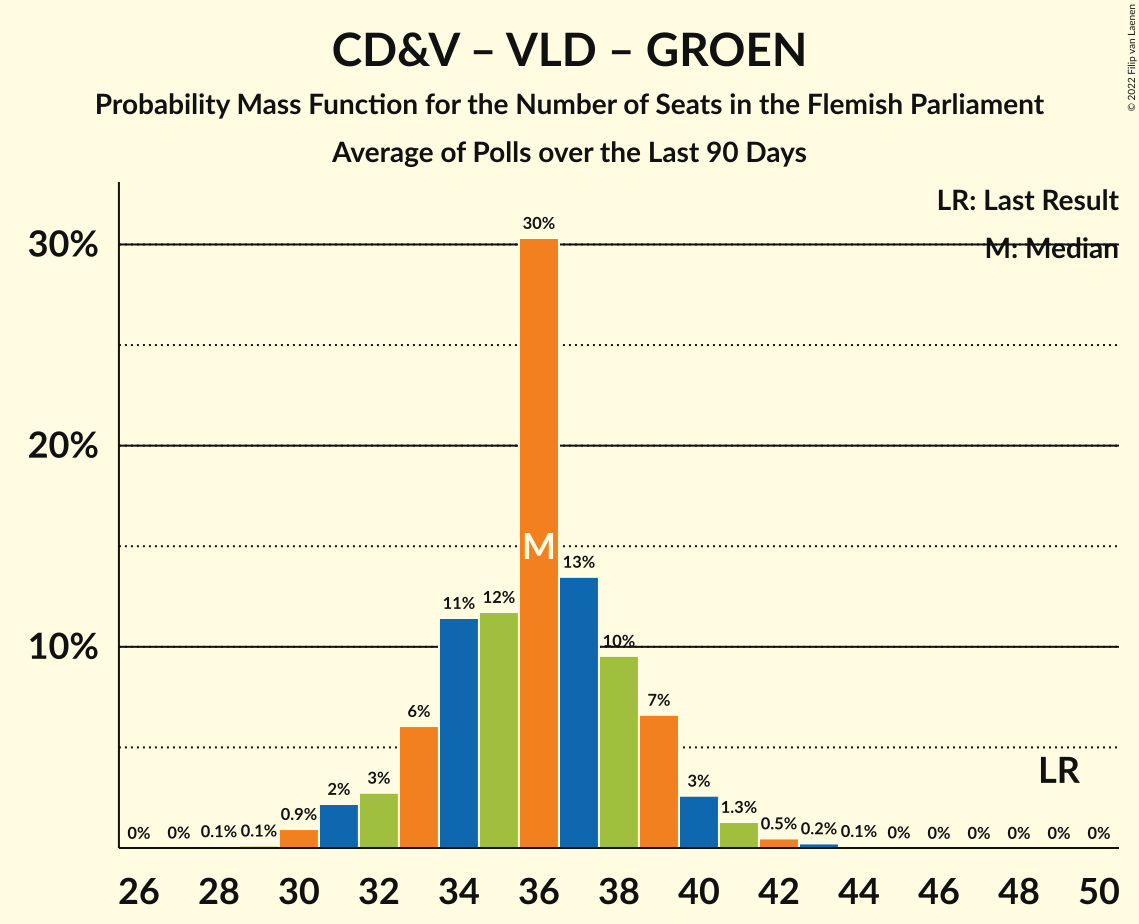 CD&V – VLD – GROEN
Probability Mass Function for the Number of Seats in the Flemish Parliament
Average of Polls over the Last 90 Days
© 2022 Filip van Laenen
LR: Last Result
M: Median
30%
20%
10%
0% 0% 0.1% 0.1% 0.9% 2% 3% 6% 11% 12% 30% 13% 10% 7% 3% 1.3% 0.5% 0.2% 0.1% 0% 0% 0% 0% 0% 0%
M
LR
26 28 30 32 34 36 38 40 42 44 46 48 50